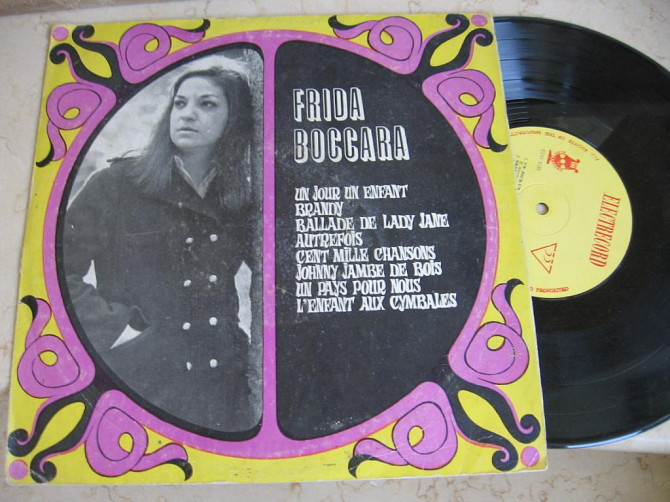 FRIDA
BOCCARA
UN JOUR UN ENFANT
BRANDY
BALLADE DE LADY JANE
AUTREFOIS
CENT MILLE CHANSONS
JOHNNY JAMBE DE BOIS
UN PAYS POUR NOUS
L'ENFANT AUX CYMBALES
ELECTRECORD
33